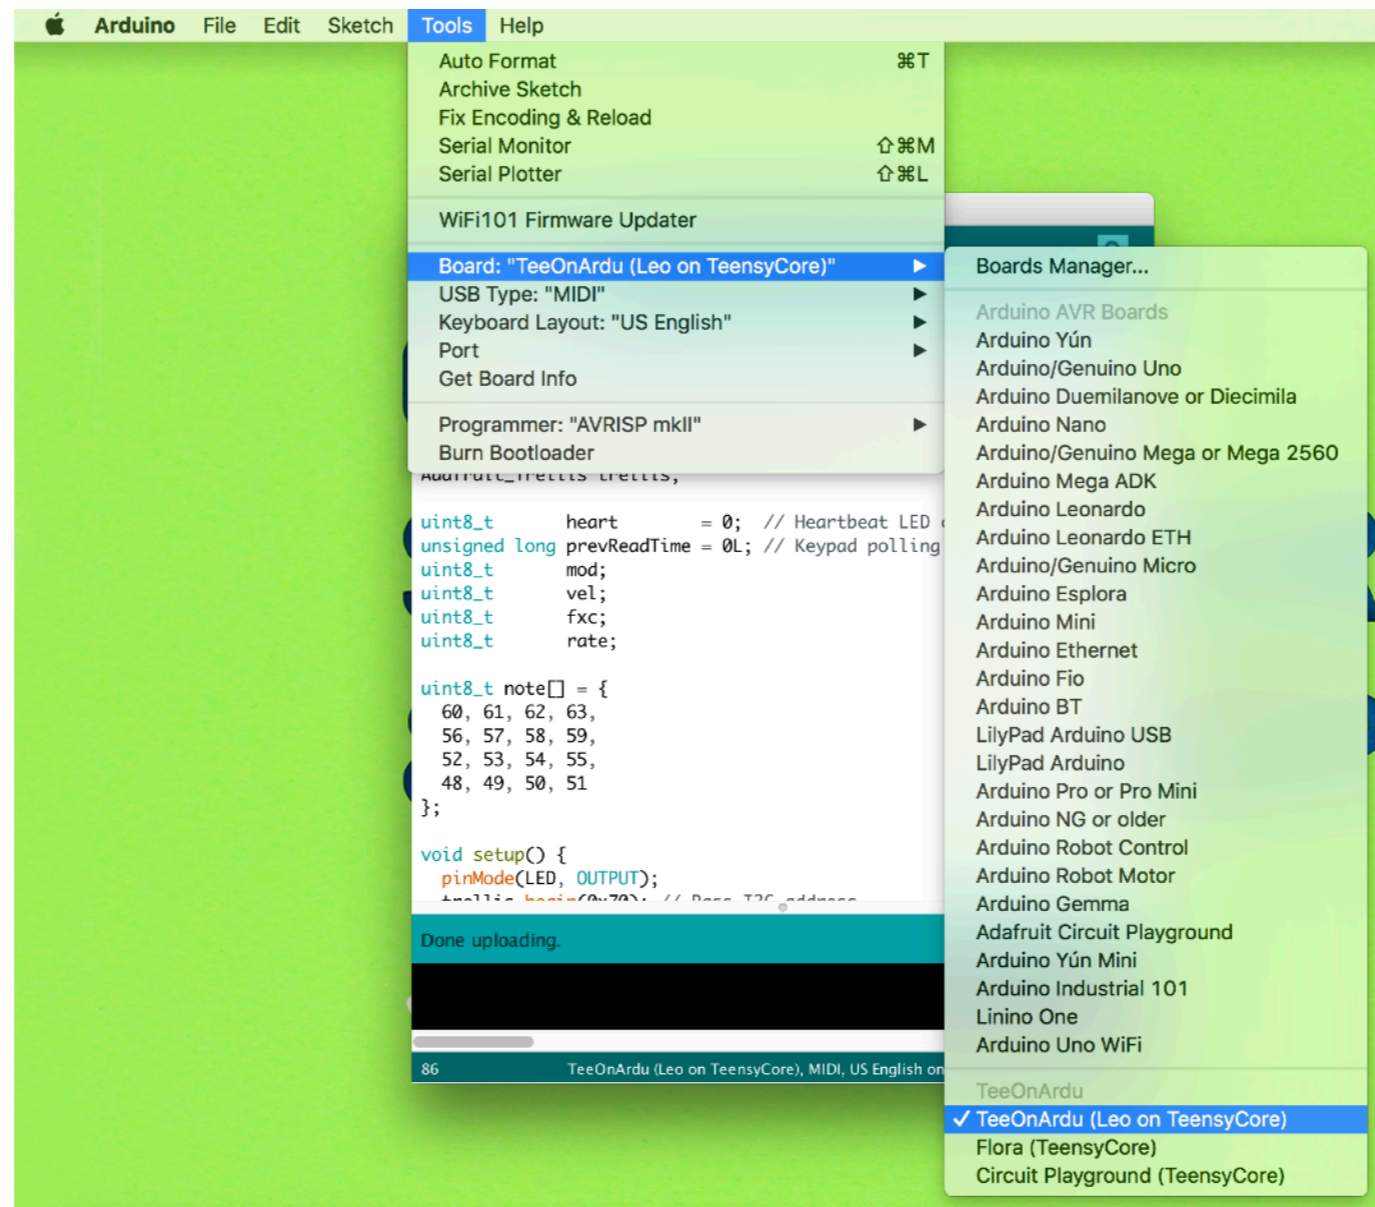 Arduino File Edit Sketch Tools Help
Auto Format ⌘T
Archive Sketch
Fix Encoding & Reload
Serial Monitor ⇧⌘M
Serial Plotter ⇧⌘L
WiFi101 Firmware Updater
Board: "TeeOnArdu (Leo on TeensyCore)"
USB Type: "MIDI"
Keyboard Layout: "US English"
Port
Get Board Info
Programmer: "AVRISP mkII"
Burn Bootloader
Boards Manager...
Arduino AVR Boards
Arduino Yún
Arduino/Genuino Uno
Arduino Duemilanove or Diecimila
Arduino Nano
Arduino/Genuino Mega or Mega 2560
Arduino Mega ADK
Arduino Leonardo
Arduino Leonardo ETH
Arduino/Genuino Micro
Arduino Esplora
Arduino Mini
Arduino Ethernet
Arduino Fio
Arduino BT
LilyPad Arduino USB
LilyPad Arduino
Arduino Pro or Pro Mini
Arduino NG or older
Arduino Robot Control
Arduino Robot Motor
Arduino Gemma
Adafruit Circuit Playground
Arduino Yún Mini
Arduino Industrial 101
Linino One
Arduino Uno WiFi
TeeOnArdu
✓ TeeOnArdu (Leo on TeensyCore)
Flora (TeensyCore)
Circuit Playground (TeensyCore)
Adafruit_Trellis trellis;
uint8_t heart = 0; // Heartbeat LED
unsigned long prevReadTime = 0L; // Keypad polling
uint8_t mod;
uint8_t vel;
uint8_t fxc;
uint8_t rate;
uint8_t note[] = {
60, 61, 62, 63,
56, 57, 58, 59,
52, 53, 54, 55,
48, 49, 50, 51
};
void setup() {
pinMode(LED, OUTPUT);
trellis.begin(0x70); // Pass I2C address
Done uploading.
86 TeeOnArdu (Leo on TeensyCore), MIDI, US English on